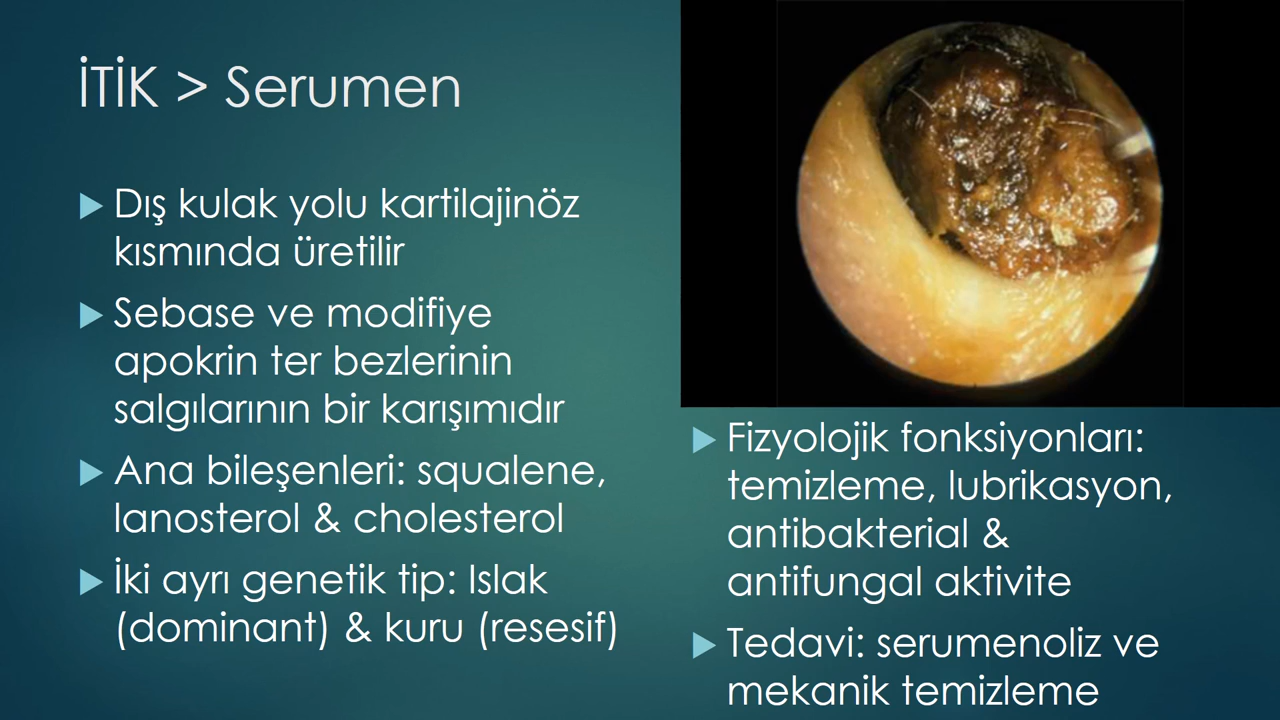 İTİK > Serumen
Dış kulak yolu kartilajinöz
kısmında üretilir
Sebase ve modifiye
apokrin ter bezlerinin
salgılarının bir karışımıdır
Ana bileşenleri: squalene,
lanosterol & cholesterol
İki ayrı genetik tip: Islak
(dominant) & kuru (resesif)
Fizyolojik fonksiyonları:
temizleme, lubrikasyon,
antibakterial &
antifungal aktivite
Tedavi: serumenoliz ve
mekanik temizleme